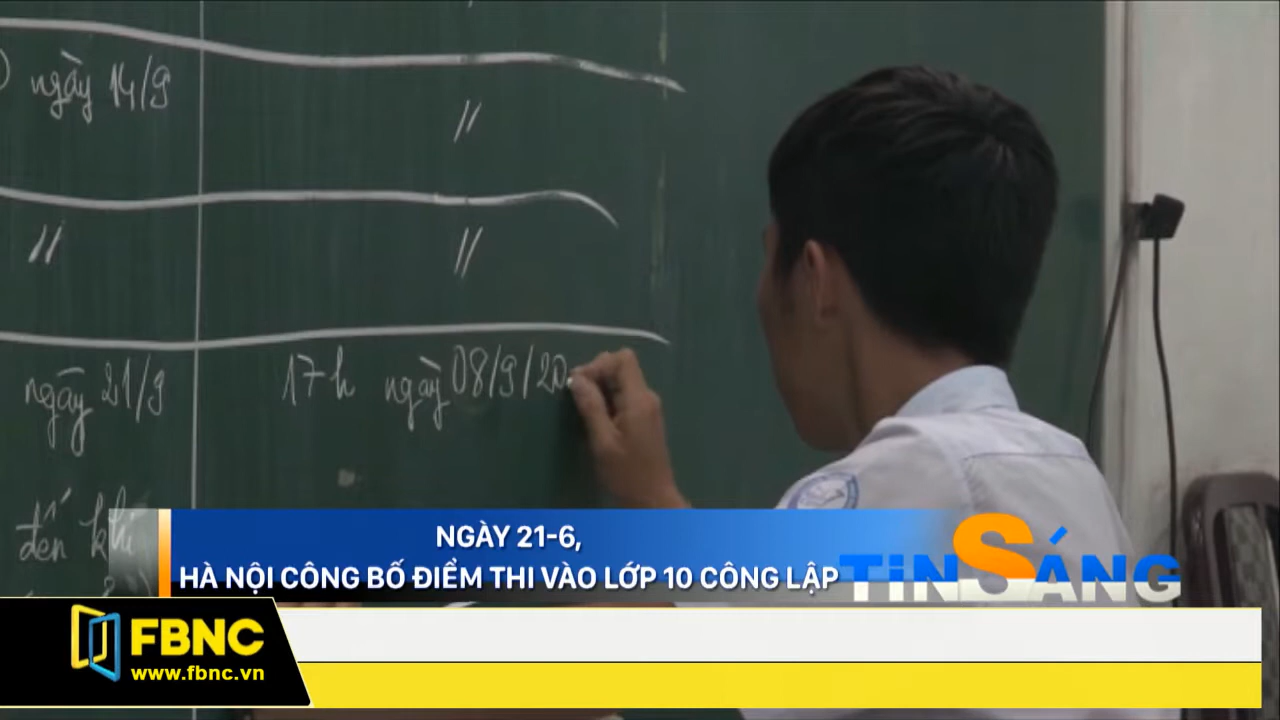 ngày 14/9
"
"
"
ngày 21/9 17h ngày 08/9/20
đến khi
NGÀY 21-6,
HÀ NỘI CÔNG BỐ ĐIỂM THI VÀO LỚP 10 CÔNG LẬP
TiN SÁNG
FBNC
www.fbnc.vn